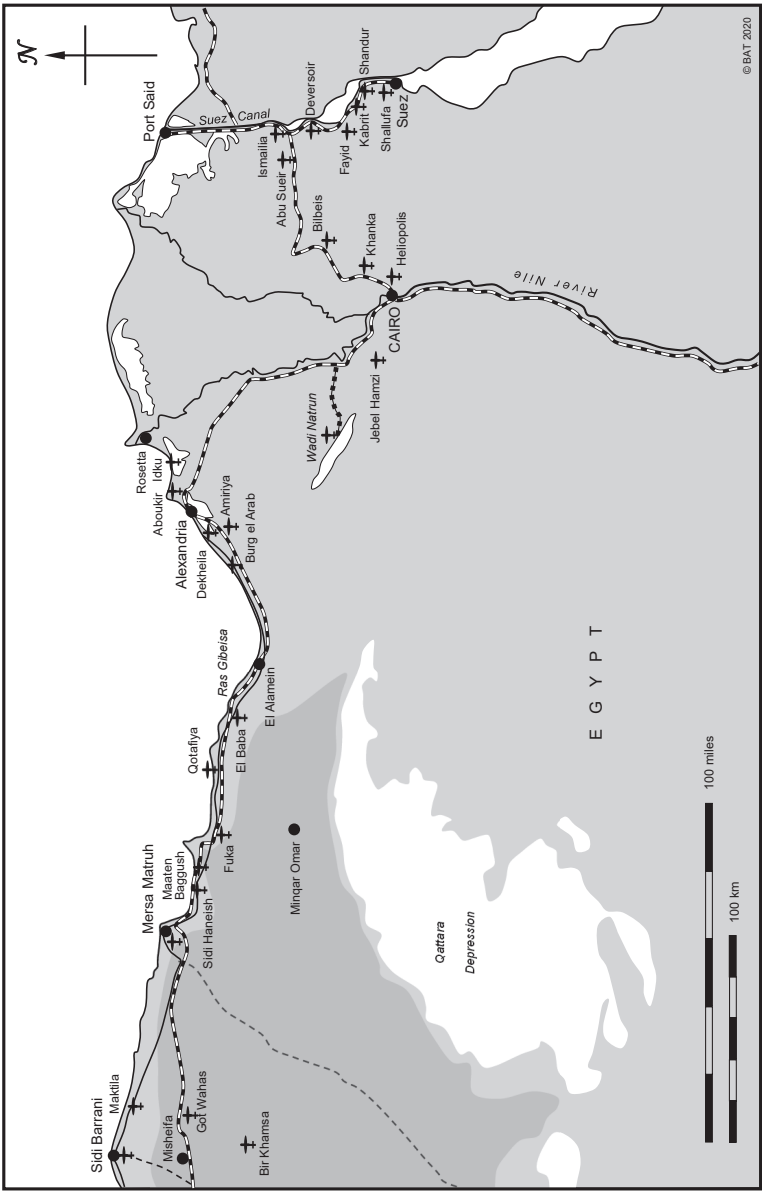 N
Sidi Barrani
Maktila
Misheifa
Got Wahas
Bir Khamsa
Mersa Matruh
Maaten
Baggush
Sidi Haneish
Fuka
Minqar Omar
Qotafiya
El Baba
Ras Gibeisa
El Alamein
Qattara
Depression
Alexandria
Dekheila
Amiriya
Burg el Arab
Aboukir
Rosetta
Idku
Wadi Natrun
Jebel Hamzi
CAIRO
Heliopolis
Khanka
Bilbeis
Abu Sueir
Ismailia
Port Said
Suez Canal
Deversoir
Fayid
Kabrit
Shandur
Shallufa
Suez
River Nile
EGYPT
100 miles
100 km
© BAT 2020